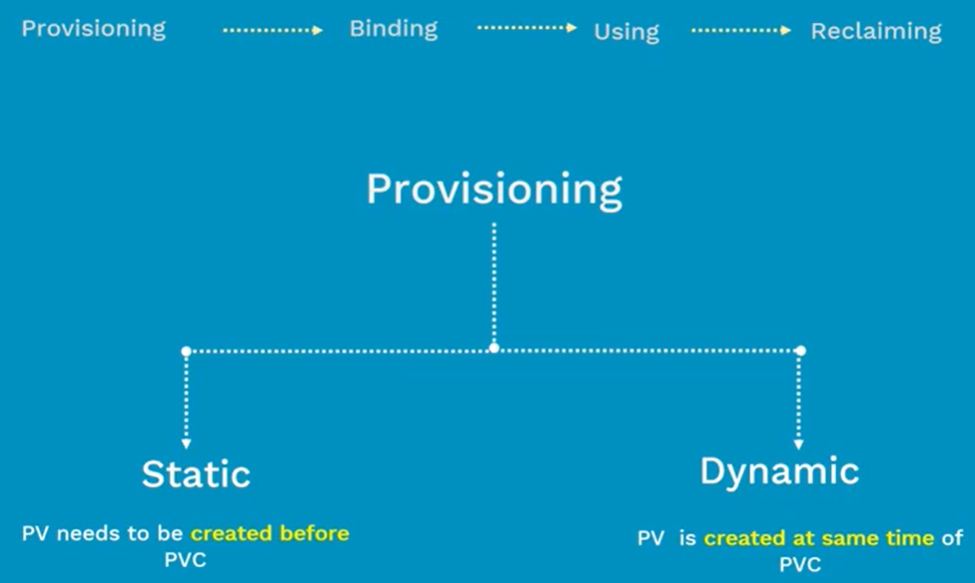 Provisioning Binding Using Reclaiming
Provisioning
Static
Dynamic
PV needs to be created before
PVC
PV is created at same time of
PVC